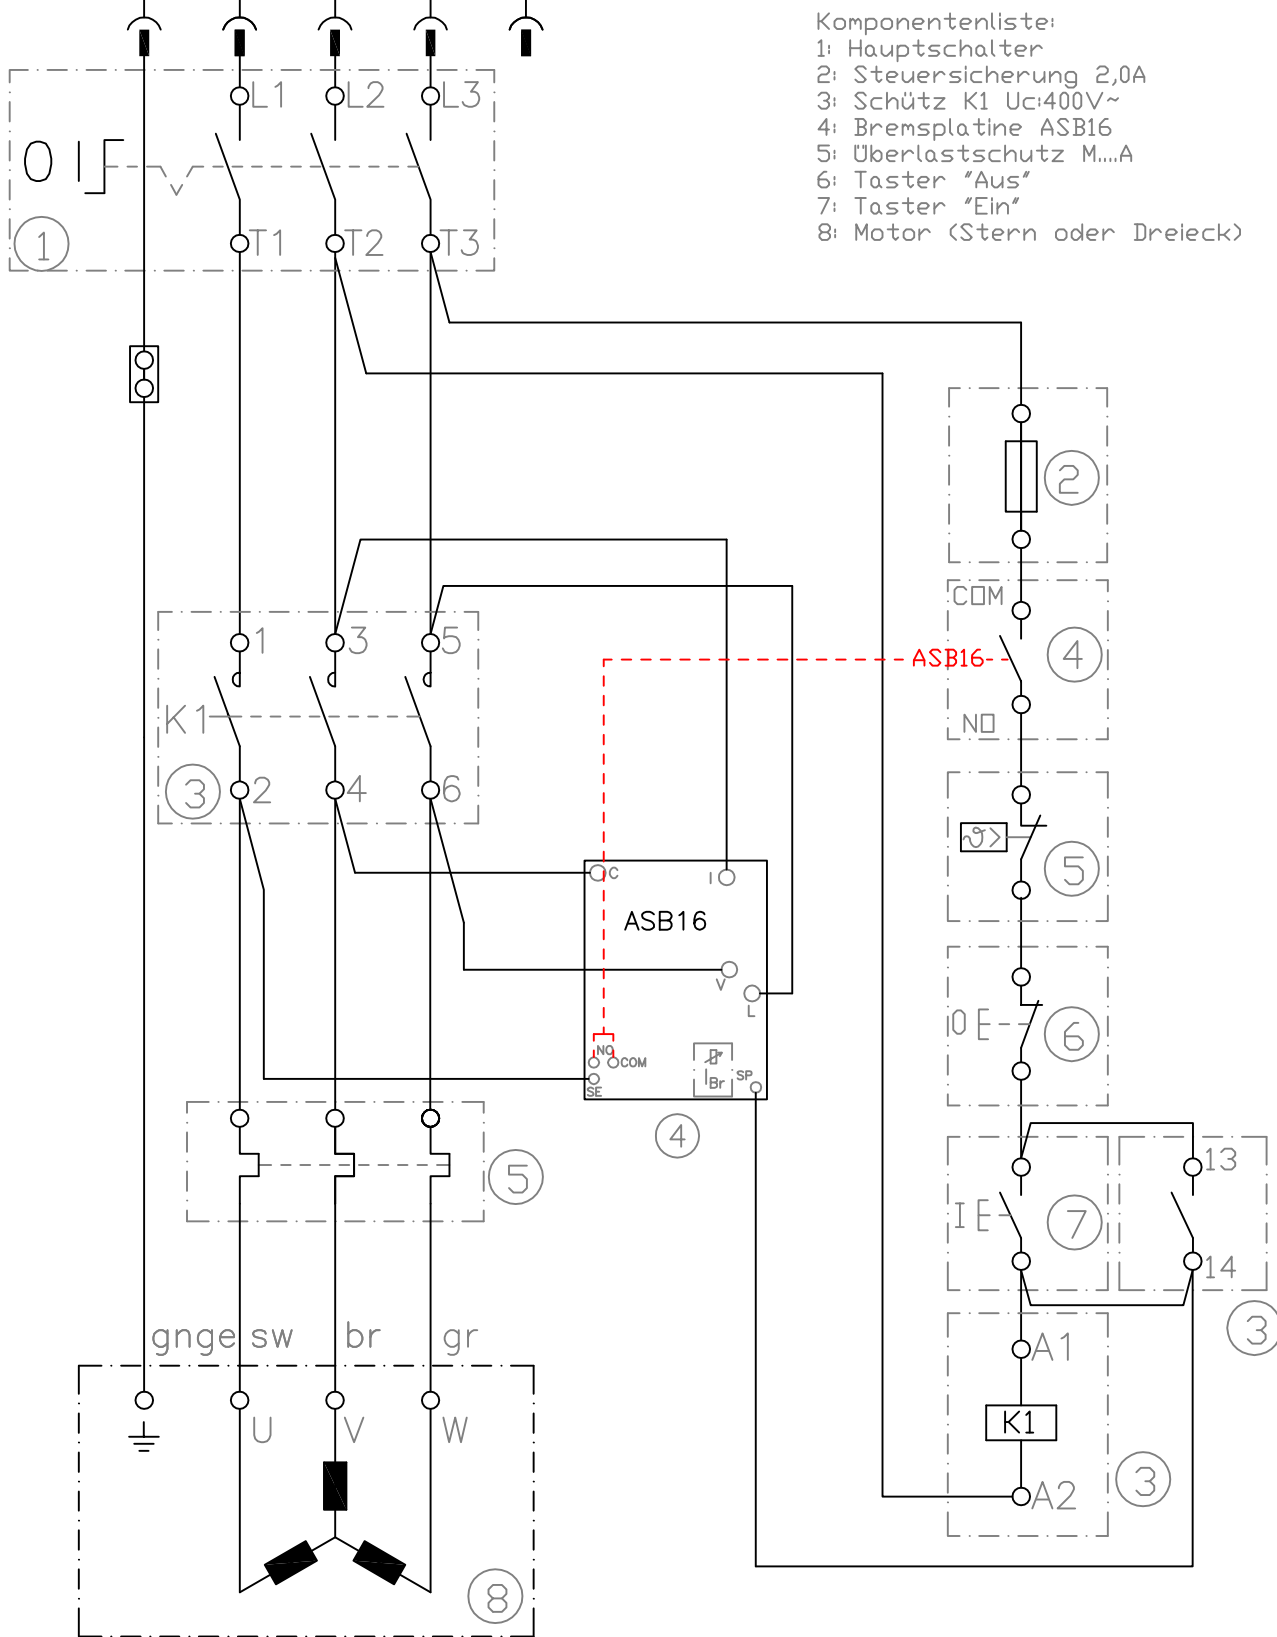 Komponentenliste:
1: Hauptschalter
2: Steuersicherung 2,0A
3: Schütz K1 Uc:400V~
4: Bremsplatine ASB16
5: Überlastschutz M....A
6: Taster "Aus"
7: Taster "Ein"
8: Motor (Stern oder Dreieck)
L1 L2 L3
0 I
T1 T2 T3
1
2
COM
4
NO
ASB16
1 3 5
K1
2 4 6
3
ϑ>
5
C I
ASB16
V
L
NO
COM
SE
I Br
SP
4
0 E
6
5
13
I E
7
14
3
gnge sw br gr
A1
K1
A2
3
U V W
8